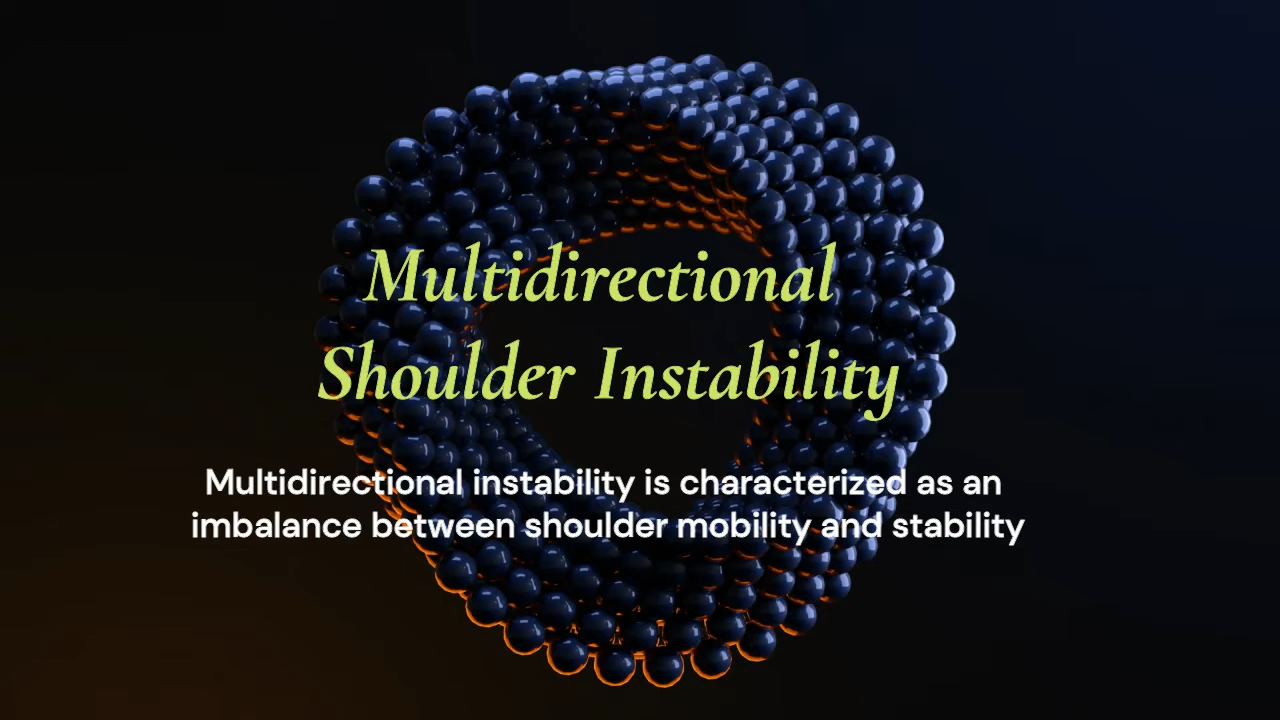 Multidirectional
Shoulder Instability
Multidirectional instability is characterized as an
imbalance between shoulder mobility and stability